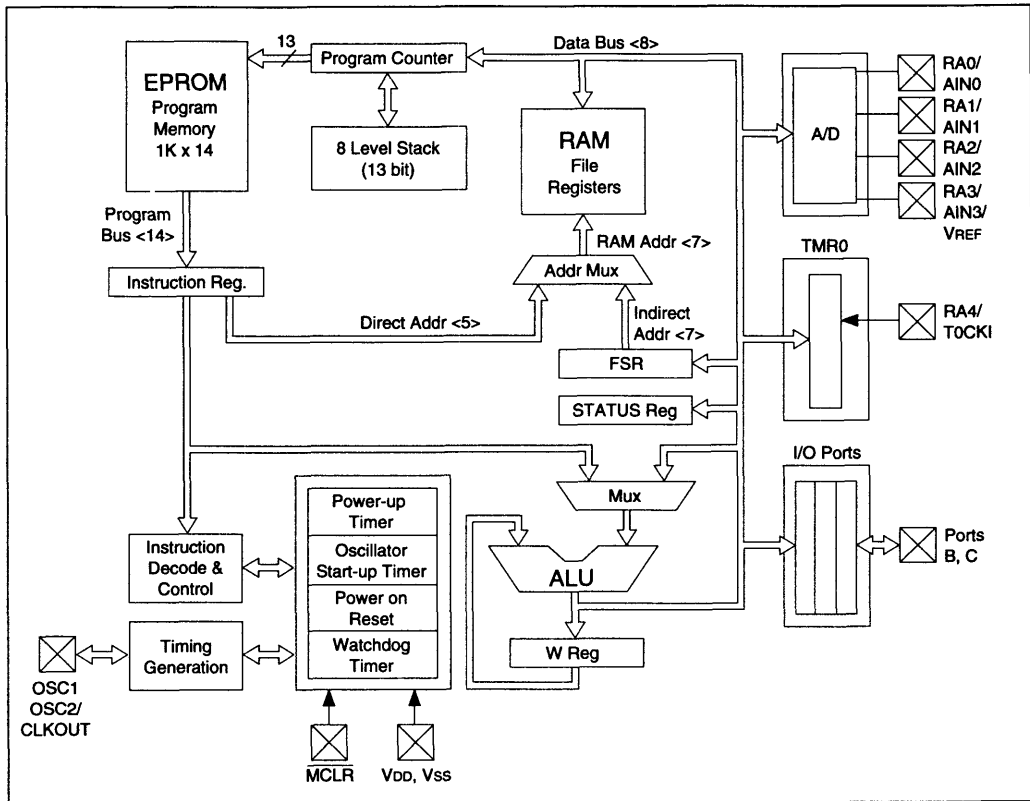 13
EPROM
Program
Memory
1K x 14
Program Counter
8 Level Stack
(13 bit)
Data Bus <8>
RAM
File
Registers
RAM Addr <7>
Addr Mux
Program
Bus <14>
Instruction Reg.
Direct Addr <5>
Indirect
Addr <7>
FSR
STATUS Reg
A/D
RA0/
AIN0
RA1/
AIN1
RA2/
AIN2
RA3/
AIN3/
VREF
TMR0
RA4/
T0CKI
I/O Ports
Ports
B, C
Mux
ALU
W Reg
Power-up
Timer
Oscillator
Start-up Timer
Power on
Reset
Watchdog
Timer
Instruction
Decode &
Control
Timing
Generation
OSC1
OSC2/
CLKOUT
MCLR
VDD, VSS